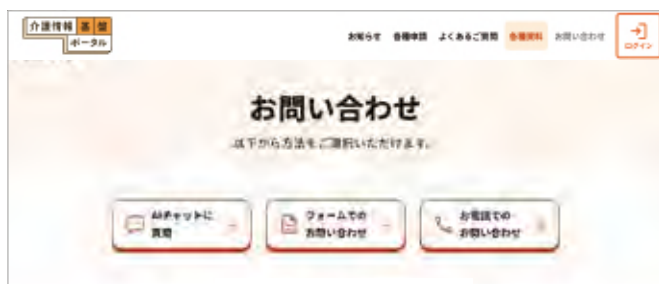 介護情報基盤
ポータル
お知らせ 各種申請 よくあるご質問 各種資料 お問い合わせ
ログイン
お問い合わせ
以下から方法をご選択いただけます。
AIチャットに
質問
フォームでの
お問い合わせ
お電話での
お問い合わせ